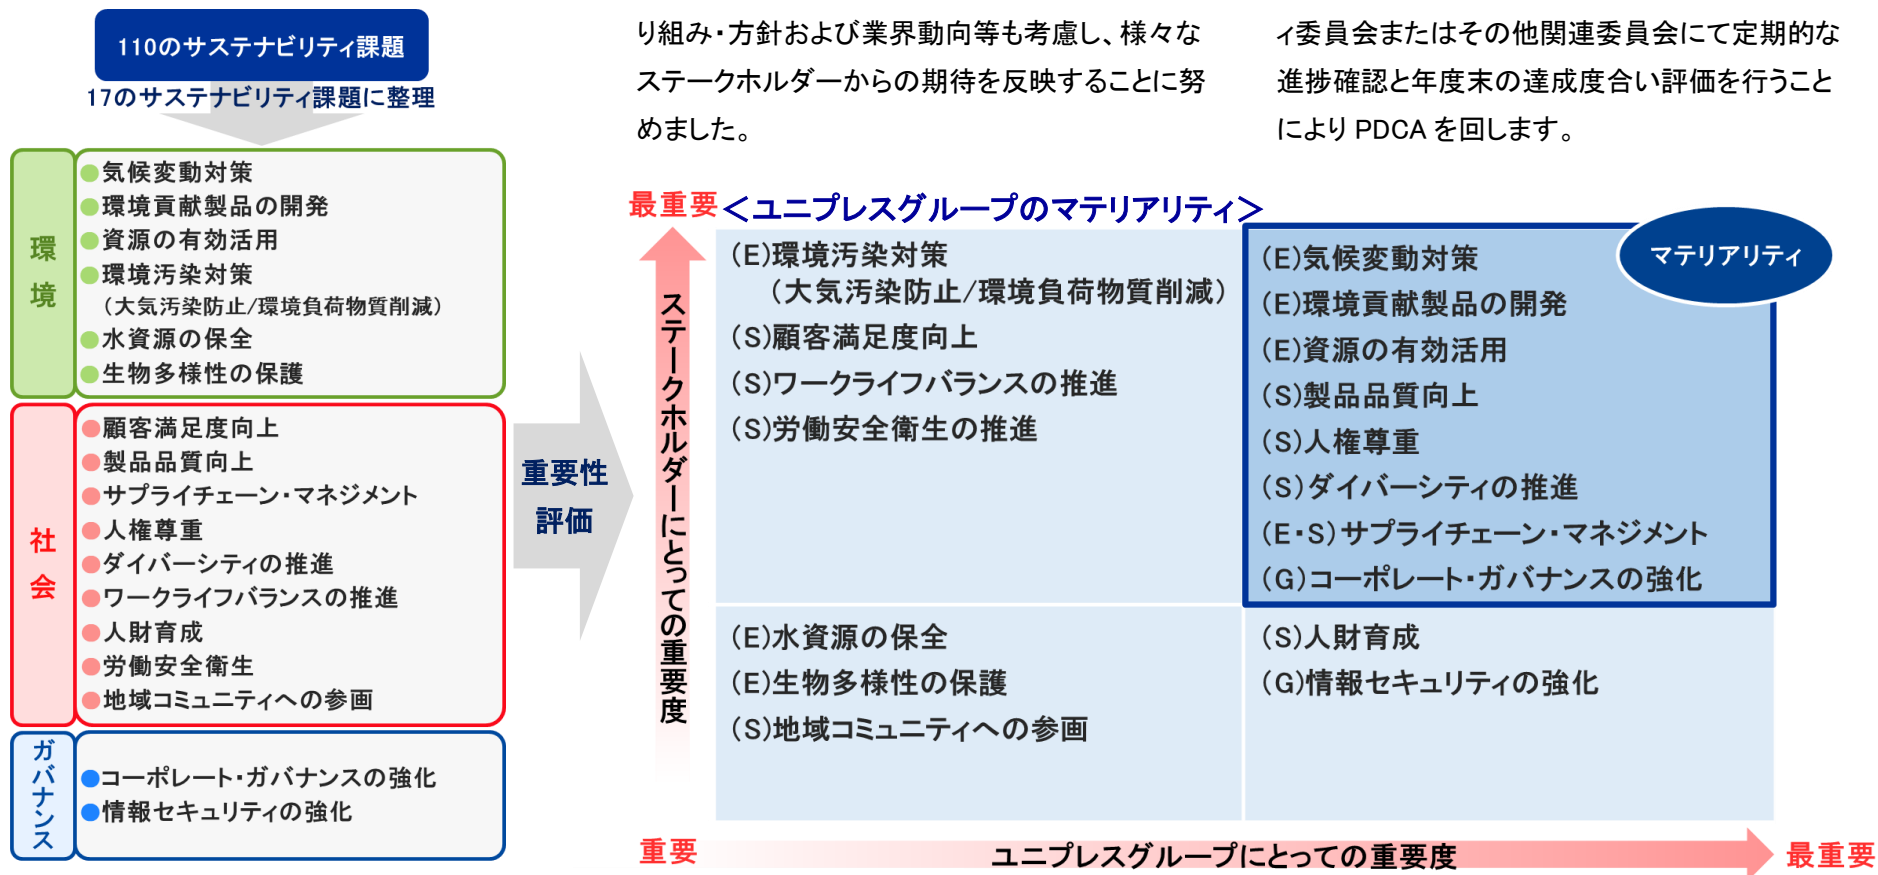 110のサステナビリティ課題
17のサステナビリティ課題に整理
環境
●気候変動対策
●環境貢献製品の開発
●資源の有効活用
●環境汚染対策
（大気汚染防止/環境負荷物質削減）
●水資源の保全
●生物多様性の保護
社会
●顧客満足度向上
●製品品質向上
●サプライチェーン・マネジメント
●人権尊重
●ダイバーシティの推進
●ワークライフバランスの推進
●人財育成
●労働安全衛生
●地域コミュニティへの参画
ガバナンス
●コーポレート・ガバナンスの強化
●情報セキュリティの強化
重要性
評価
り組み・方針および業界動向等も考慮し、様々な
ステークホルダーからの期待を反映することに努
めました。
ィ委員会またはその他関連委員会にて定期的な
進捗確認と年度末の達成度合い評価を行うこと
により PDCA を回します。
最重要
＜ユニプレスグループのマテリアリティ＞
ステークホルダーにとっての重要度
(E)環境汚染対策
（大気汚染防止/環境負荷物質削減）
(S)顧客満足度向上
(S)ワークライフバランスの推進
(S)労働安全衛生の推進
マテリアリティ
(E)気候変動対策
(E)環境貢献製品の開発
(E)資源の有効活用
(S)製品品質向上
(S)人権尊重
(S)ダイバーシティの推進
(E・S)サプライチェーン・マネジメント
(G)コーポレート・ガバナンスの強化
(E)水資源の保全
(E)生物多様性の保護
(S)地域コミュニティへの参画
(S)人財育成
(G)情報セキュリティの強化
重要
ユニプレスグループにとっての重要度
最重要